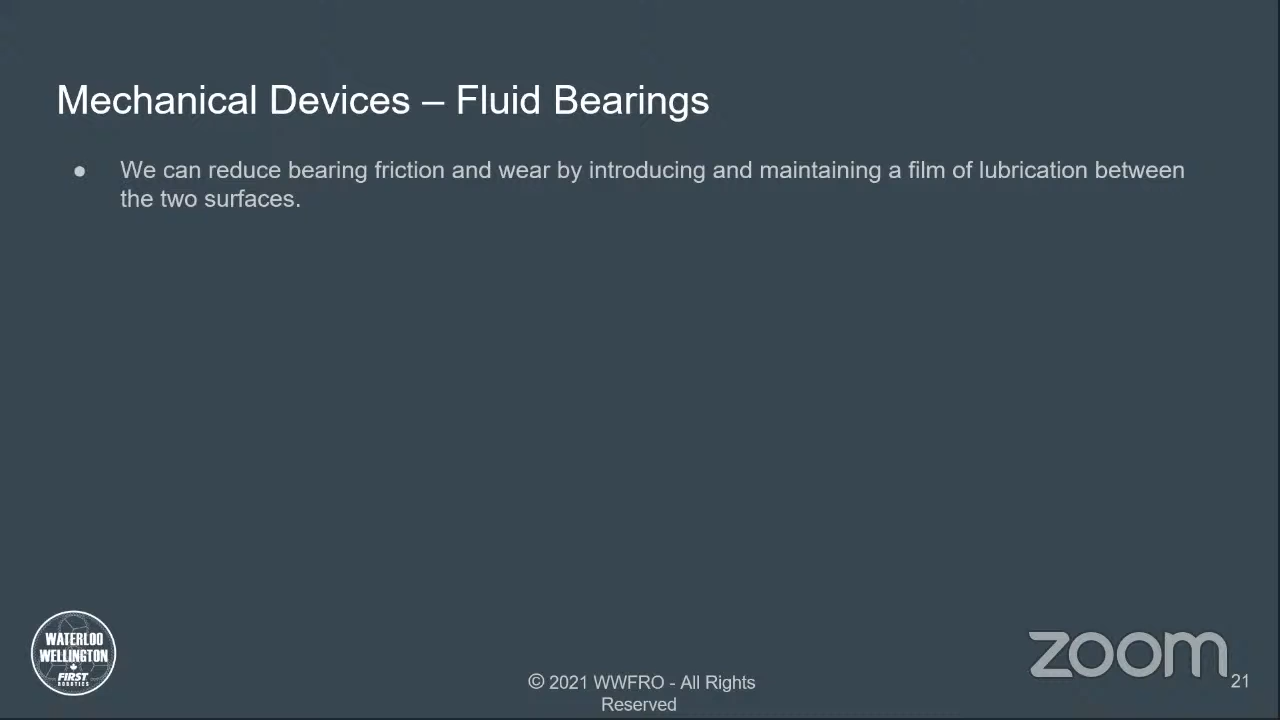 Mechanical Devices – Fluid Bearings
● We can reduce bearing friction and wear by introducing and maintaining a film of lubrication between
the two surfaces.
WATERLOO
WELLINGTON
FIRST
ROBOTICS
zoom
© 2021 WWFRO - All Rights
Reserved
21